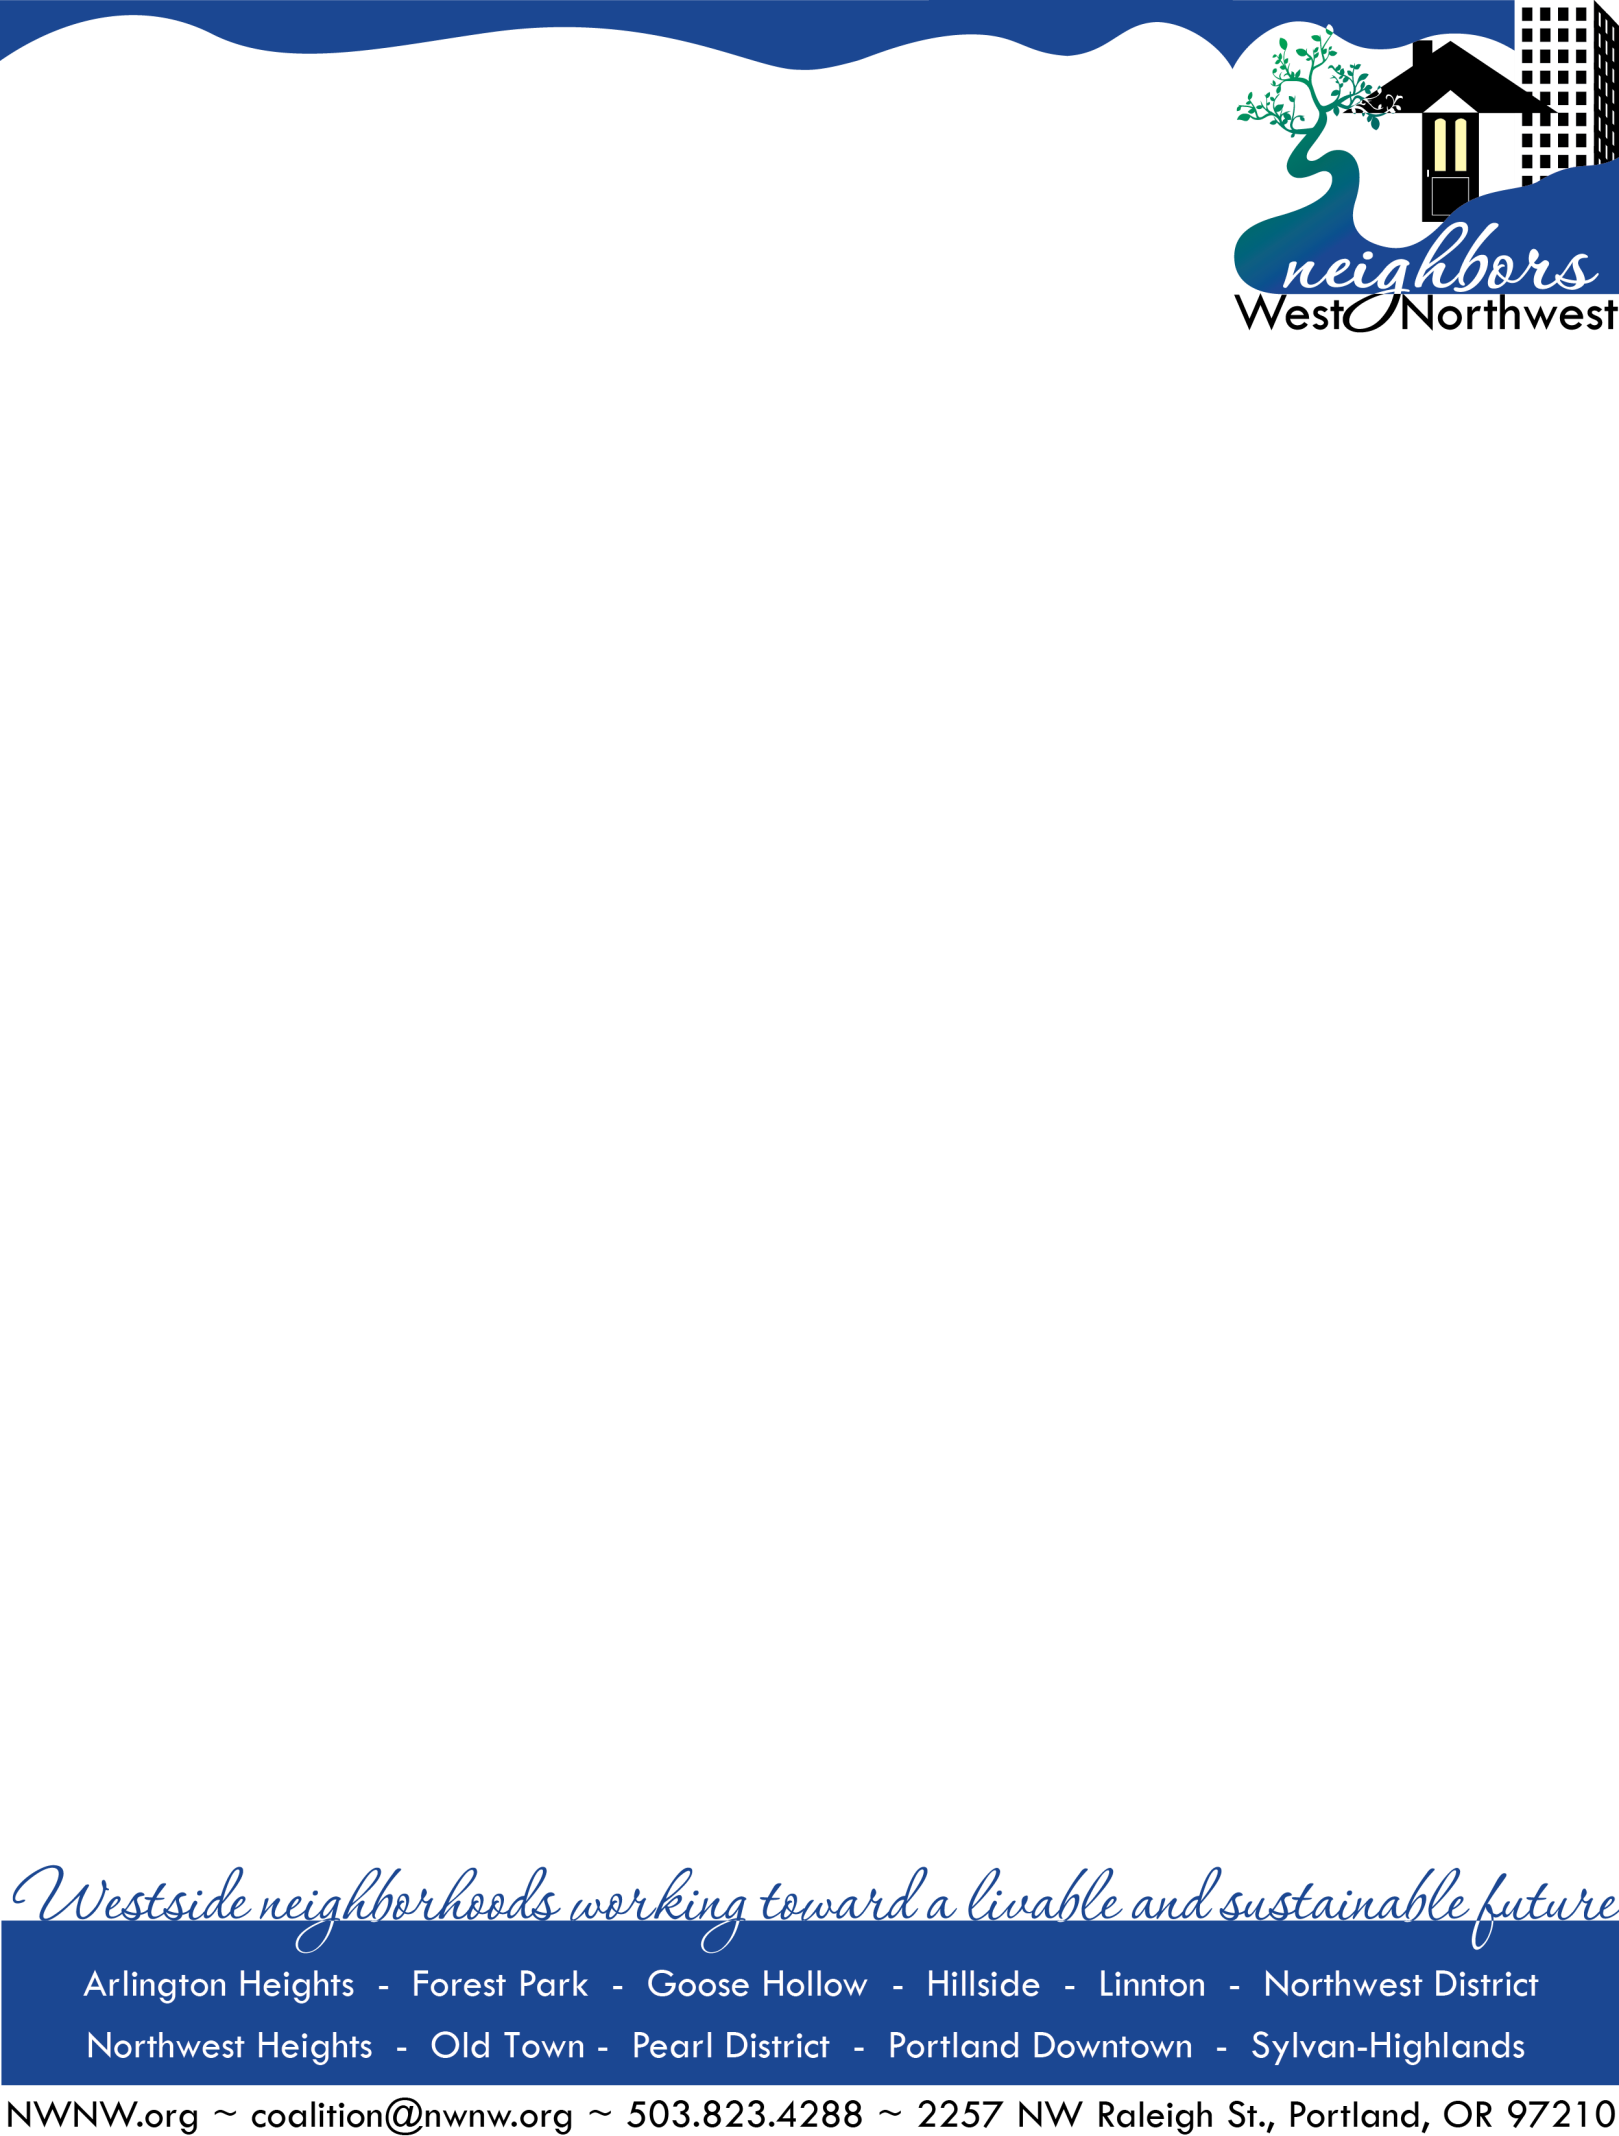 neighbors
West Northwest
Westside neighborhoods working toward a livable and sustainable future
Arlington Heights - Forest Park - Goose Hollow - Hillside - Linnton - Northwest District
Northwest Heights - Old Town - Pearl District - Portland Downtown - Sylvan-Highlands
NWNW.org ~ coalition@nwnw.org ~ 503.823.4288 ~ 2257 NW Raleigh St., Portland, OR 97210